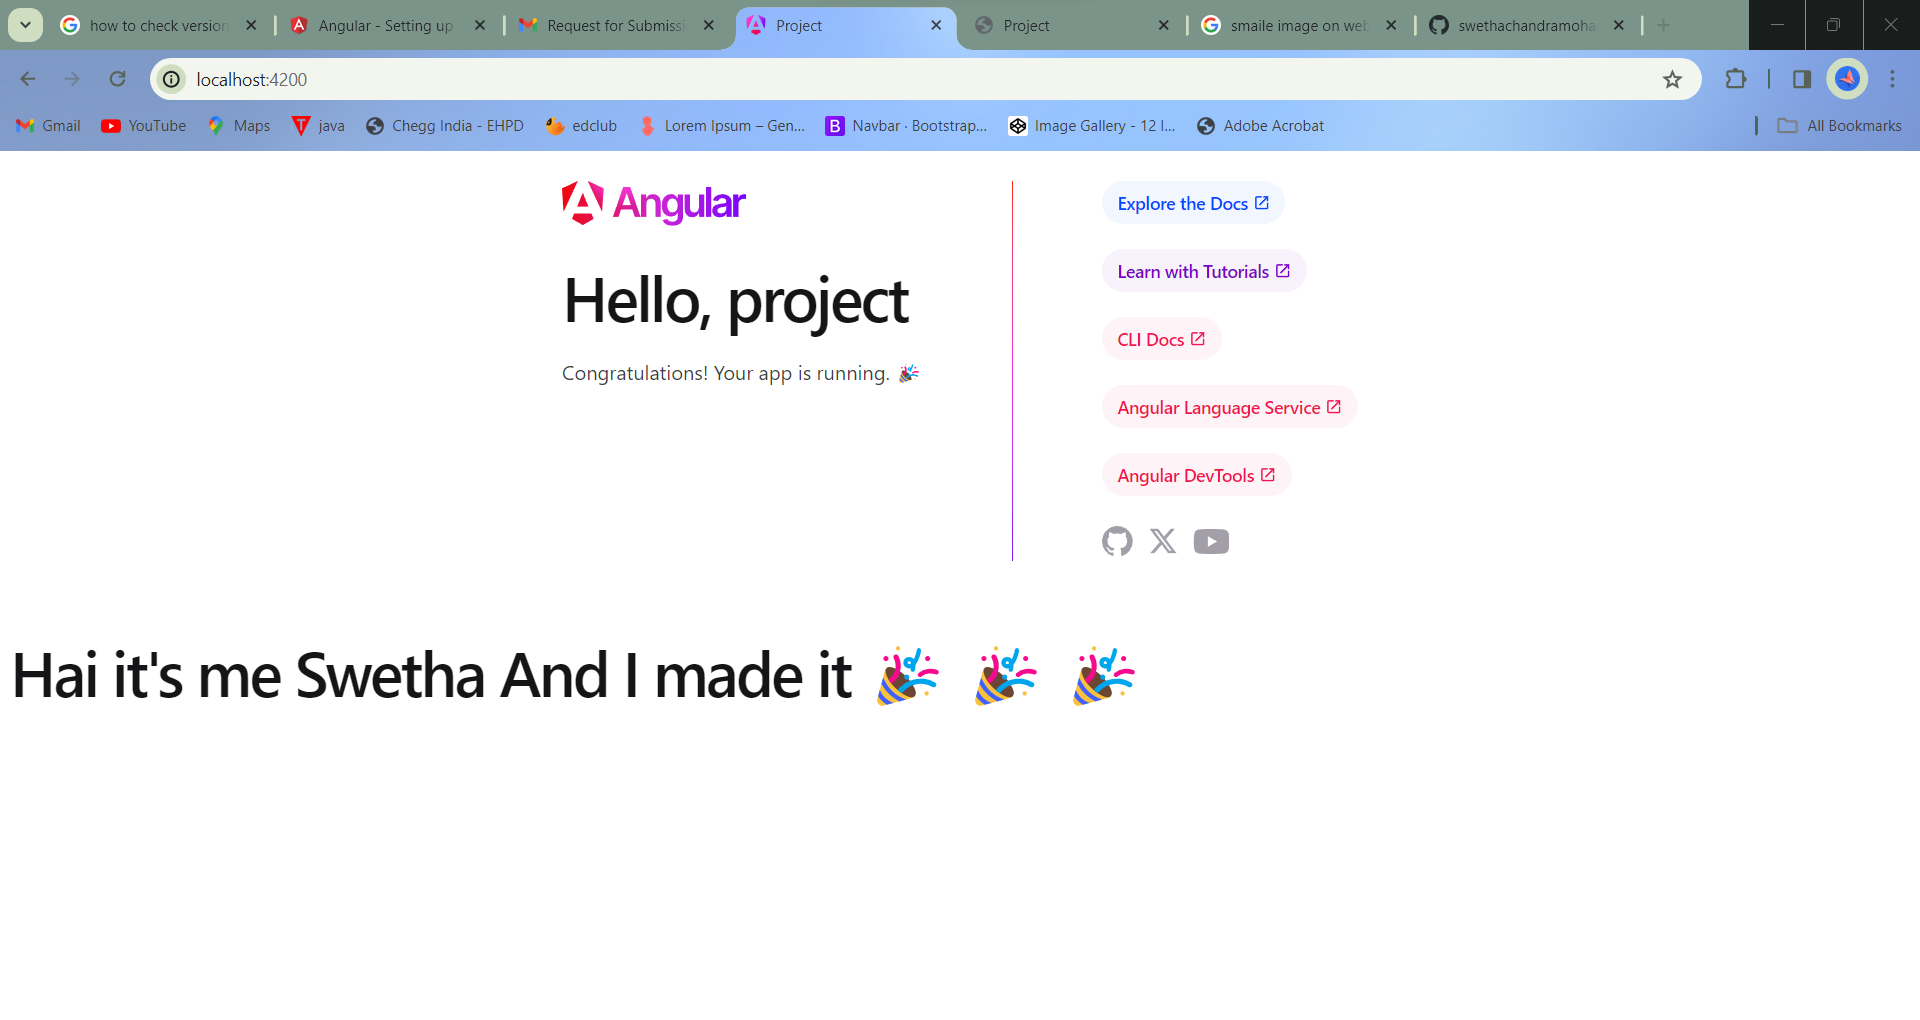 how to check version
Angular - Setting up
Request for Submissi
Project
Project
smaile image on web
swethachandramoha
localhost:4200
Gmail
YouTube
Maps
java
Chegg India - EHPD
edclub
Lorem Ipsum – Gen...
Navbar · Bootstrap...
Image Gallery - 12 I...
Adobe Acrobat
All Bookmarks
Angular
Hello, project
Congratulations! Your app is running. 🎉
Explore the Docs
Learn with Tutorials
CLI Docs
Angular Language Service
Angular DevTools
Hai it's me Swetha And I made it 🎉 🎉 🎉